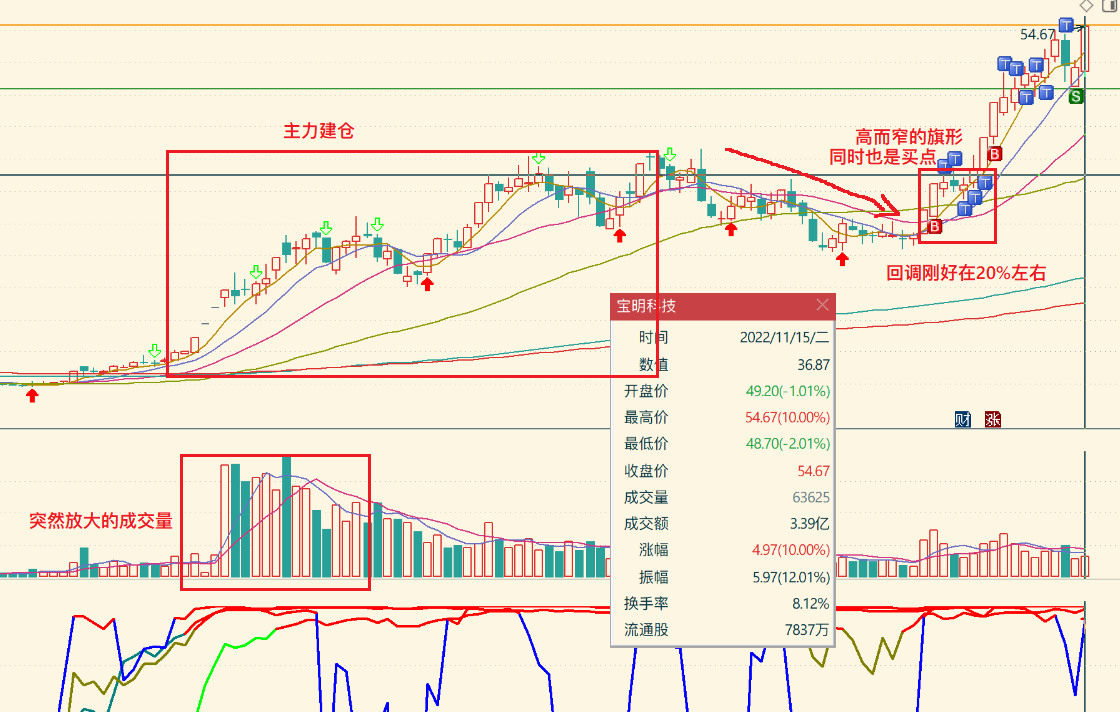 54.67
主力建仓
高而窄的旗形
同时也是买点
T
T
T
T
T
T
T
T
T
T
T
S
B
B
回调刚好在20%左右
宝明科技
时间 2022/11/15/二
数值 36.87
开盘价 49.20(-1.01%)
最高价 54.67(10.00%)
最低价 48.70(-2.01%)
收盘价 54.67
成交量 63625
成交额 3.39亿
涨幅 4.97(10.00%)
振幅 5.97(12.01%)
换手率 8.12%
流通股 7837万
财 涨
突然放大的成交量